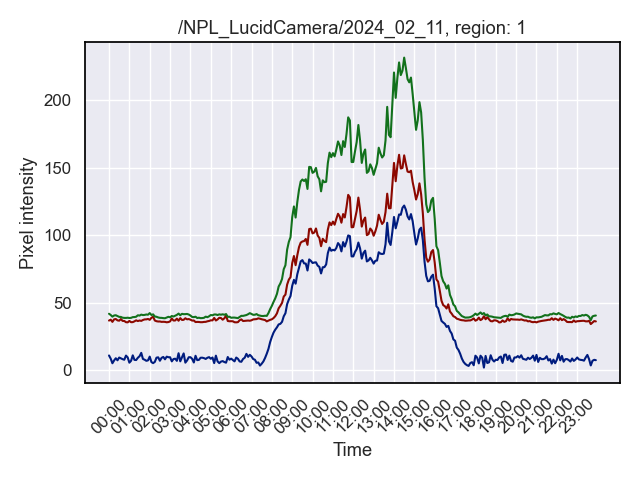 /NPL_LucidCamera/2024_02_11, region: 1
Pixel intensity
200
150
100
50
0
00:00 01:00 02:00 03:00 04:00 05:00 06:00 07:00 08:00 09:00 10:00 11:00 12:00 13:00 14:00 15:00 16:00 17:00 18:00 19:00 20:00 21:00 22:00 23:00
Time